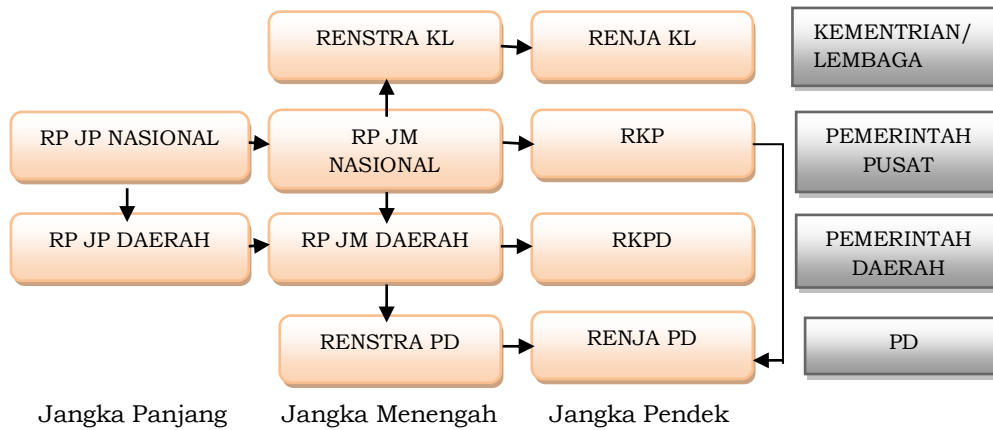 RENSTRA KL
RENJA KL
KEMENTRIAN/
LEMBAGA
RP JP NASIONAL
RP JM
NASIONAL
RKP
PEMERINTAH
PUSAT
RP JP DAERAH
RP JM DAERAH
RKPD
PEMERINTAH
DAERAH
RENSTRA PD
RENJA PD
PD
Jangka Panjang
Jangka Menengah
Jangka Pendek